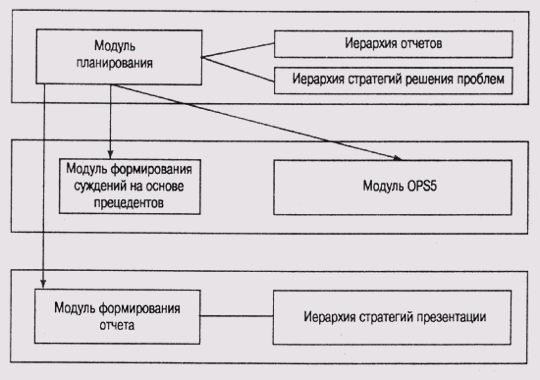 Модуль
планирования
Иерархия отчетов
Иерархия стратегий решения проблем
Модуль формирования
суждений на основе
прецедентов
Модуль OPS5
Модуль формирования
отчета
Иерархия стратегий презентации